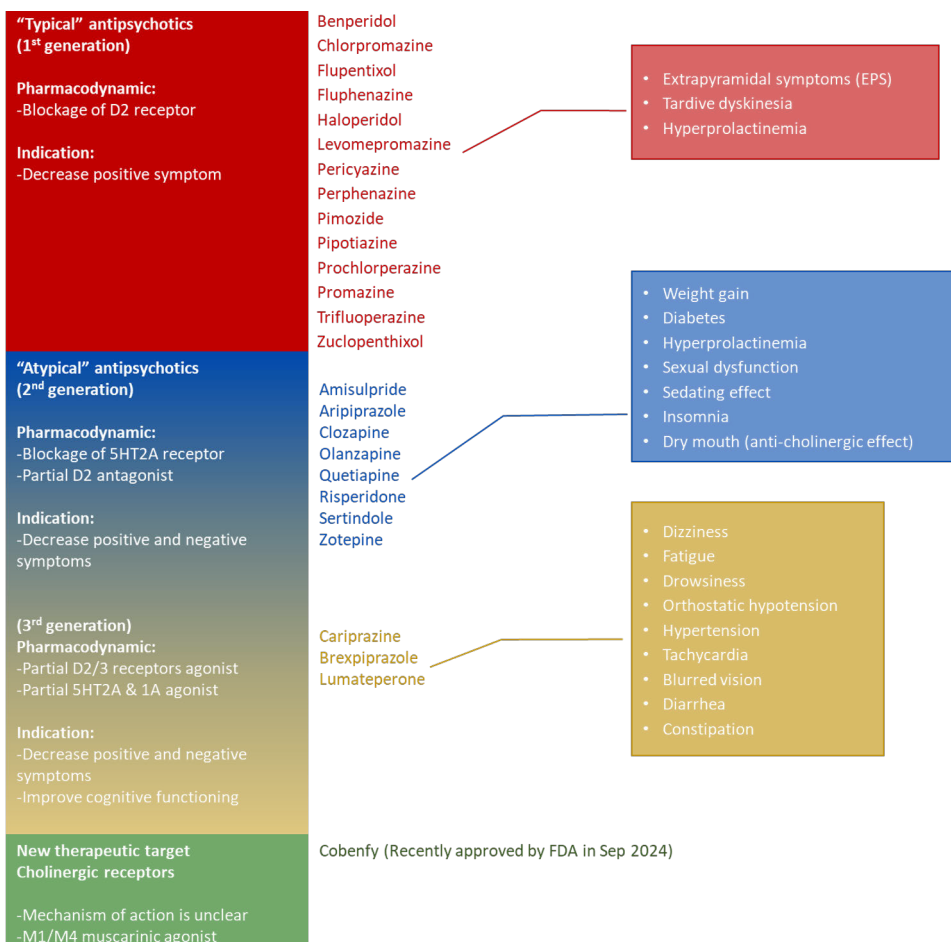 “Typical” antipsychotics
(1st generation)
Pharmacodynamic:
-Blockage of D2 receptor
Indication:
-Decrease positive symptom
Benperidol
Chlorpromazine
Flupentixol
Fluphenazine
Haloperidol
Levomepromazine
Pericyazine
Perphenazine
Pimozide
Pipotiazine
Prochlorperazine
Promazine
Trifluoperazine
Zuclopenthixol
• Extrapyramidal symptoms (EPS)
• Tardive dyskinesia
• Hyperprolactinemia
“Atypical” antipsychotics
(2nd generation)
Pharmacodynamic:
-Blockage of 5HT2A receptor
-Partial D2 antagonist
Indication:
-Decrease positive and negative
symptoms
Amisulpride
Aripiprazole
Clozapine
Olanzapine
Quetiapine
Risperidone
Sertindole
Zotepine
• Weight gain
• Diabetes
• Hyperprolactinemia
• Sexual dysfunction
• Sedating effect
• Insomnia
• Dry mouth (anti-cholinergic effect)
(3rd generation)
Pharmacodynamic:
-Partial D2/3 receptors agonist
-Partial 5HT2A & 1A agonist
Indication:
-Decrease positive and negative
symptoms
-Improve cognitive functioning
Cariprazine
Brexpiprazole
Lumateperone
• Dizziness
• Fatigue
• Drowsiness
• Orthostatic hypotension
• Hypertension
• Tachycardia
• Blurred vision
• Diarrhea
• Constipation
New therapeutic target
Cholinergic receptors
-Mechanism of action is unclear
-M1/M4 muscarinic agonist
Cobenfy (Recently approved by FDA in Sep 2024)